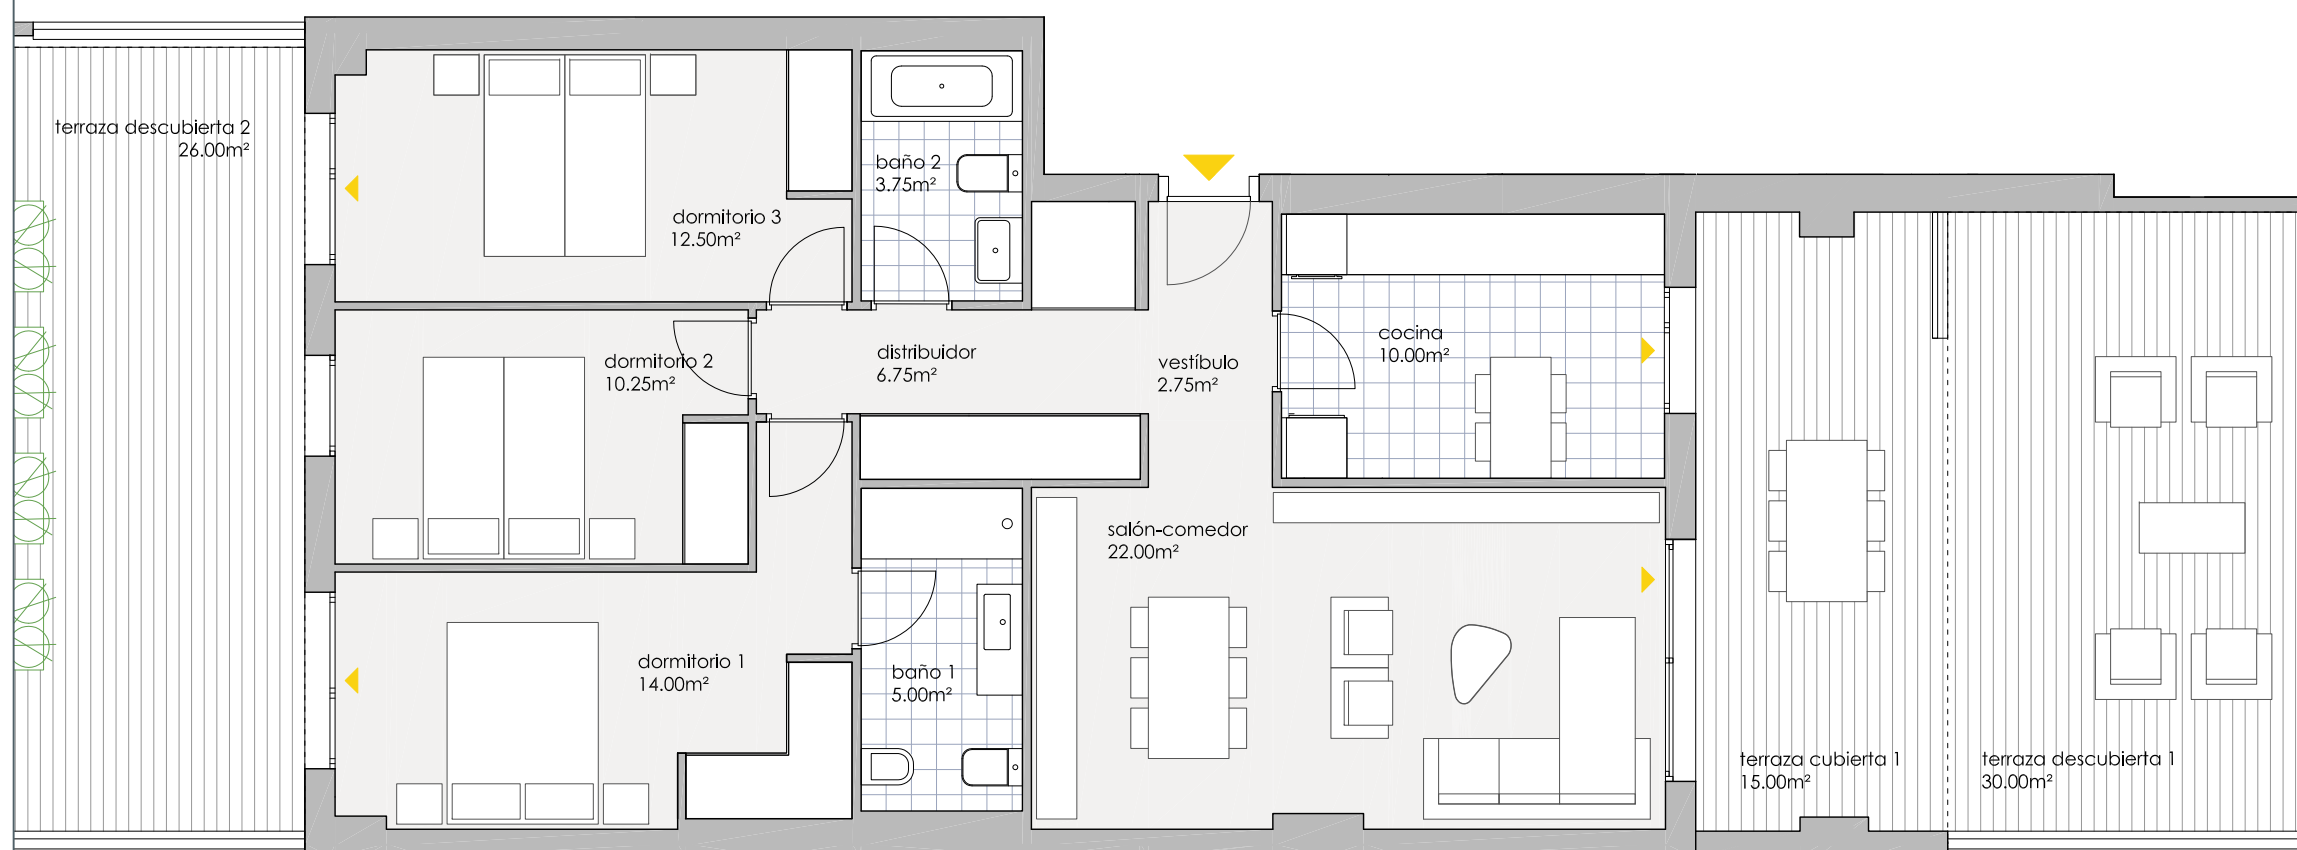 terraza descubierta 2
26.00m²
dormitorio 3
12.50m²
baño 2
3.75m²
dormitorio 2
10.25m²
distribuidor
6.75m²
vestíbulo
2.75m²
cocina
10.00m²
salón-comedor
22.00m²
dormitorio 1
14.00m²
baño 1
5.00m²
terraza cubierta 1
15.00m²
terraza descubierta 1
30.00m²